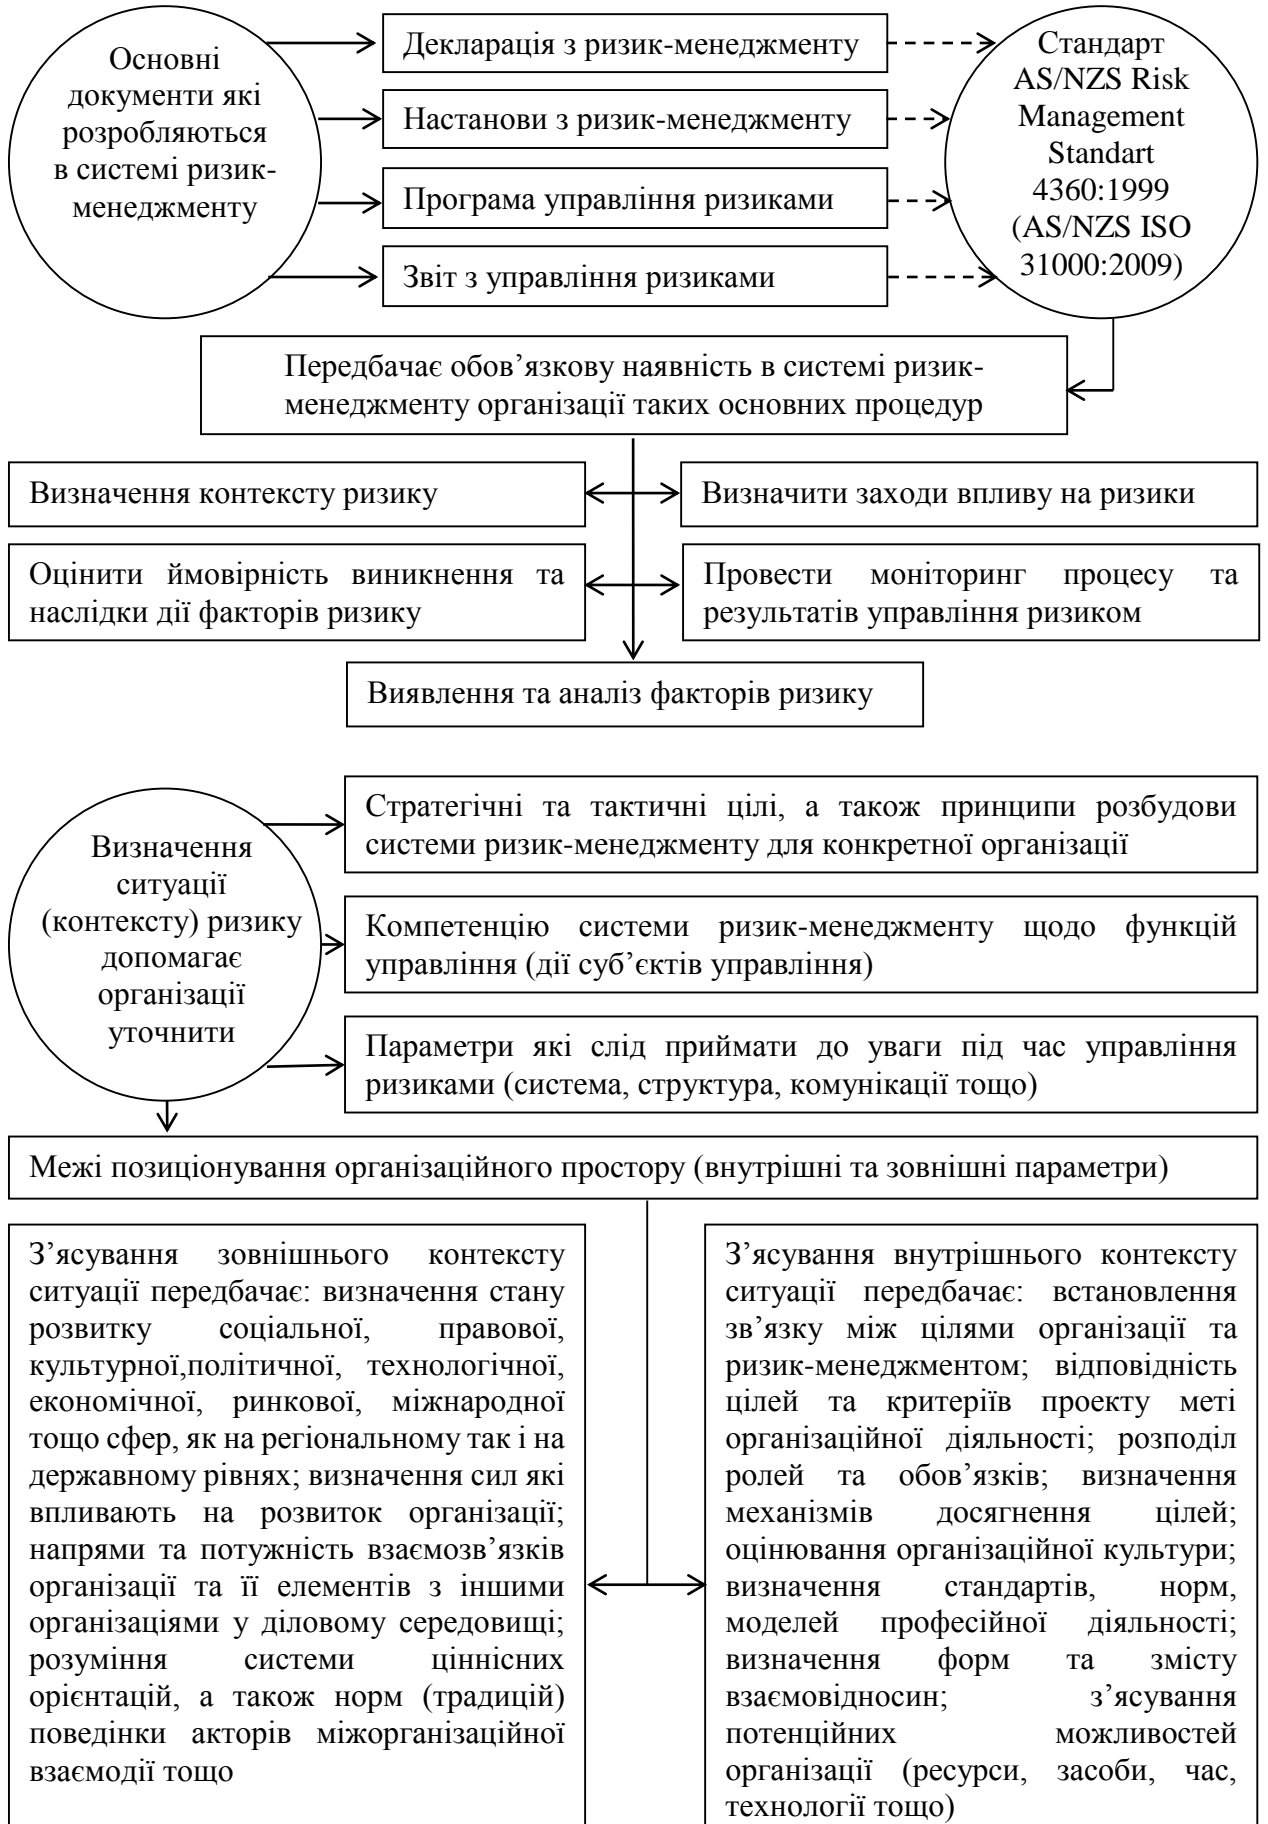 Основні
документи які
розробляються
в системі ризик-
менеджменту
Декларація з ризик-менеджменту
Настанови з ризик-менеджменту
Програма управління ризиками
Звіт з управління ризиками
Стандарт
AS/NZS Risk
Management
Standart
4360:1999
(AS/NZS ISO
31000:2009)
Передбачає обов’язкову наявність в системі ризик-
менеджменту організації таких основних процедур
Визначення контексту ризику
Визначити заходи впливу на ризики
Оцінити ймовірність виникнення та
наслідки дії факторів ризику
Провести моніторинг процесу та
результатів управління ризиком
Виявлення та аналіз факторів ризику
Визначення
ситуації
(контексту) ризику
допомагає
організації
уточнити
Стратегічні та тактичні цілі, а також принципи розбудови
системи ризик-менеджменту для конкретної організації
Компетенцію системи ризик-менеджменту щодо функцій
управління (дії суб’єктів управління)
Параметри які слід приймати до уваги під час управління
ризиками (система, структура, комунікації тощо)
Межі позиціонування організаційного простору (внутрішні та зовнішні параметри)
З’ясування зовнішнього контексту
ситуації передбачає: визначення стану
розвитку соціальної, правової,
культурної,політичної, технологічної,
економічної, ринкової, міжнародної
тощо сфер, як на регіональному так і на
державному рівнях; визначення сил які
впливають на розвиток організації;
напрями та потужність взаємозв’язків
організації та її елементів з іншими
організаціями у діловому середовищі;
розуміння системи ціннісних
орієнтацій, а також норм (традицій)
поведінки акторів міжорганізаційної
взаємодії тощо
З’ясування внутрішнього контексту
ситуації передбачає: встановлення
зв’язку між цілями організації та
ризик-менеджментом; відповідність
цілей та критеріїв проекту меті
організаційної діяльності; розподіл
ролей та обов’язків; визначення
механізмів досягнення цілей;
оцінювання організаційної культури;
визначення стандартів, норм,
моделей професійної діяльності;
визначення форм та змісту
взаємовідносин; з’ясування
потенційних можливостей
організації (ресурси, засоби, час,
технології тощо)